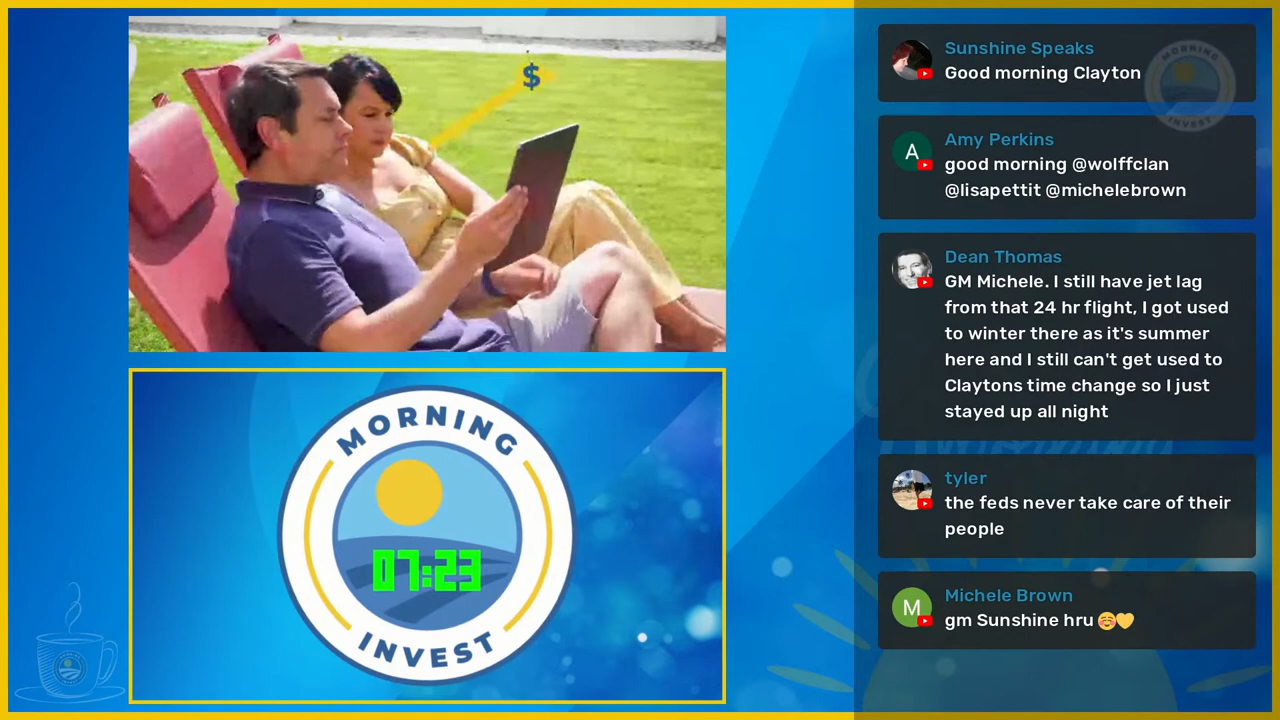 $
MORNING
07:23
INVEST
Sunshine Speaks
Good morning Clayton
MORNING
INVEST
A
Amy Perkins
good morning @wolffclan
@lisapettit @michelebrown
Dean Thomas
GM Michele. I still have jet lag
from that 24 hr flight, I got used
to winter there as it's summer
here and I still can't get used to
Claytons time change so I just
stayed up all night
tyler
the feds never take care of their
people
M
Michele Brown
gm Sunshine hru 🥰💛